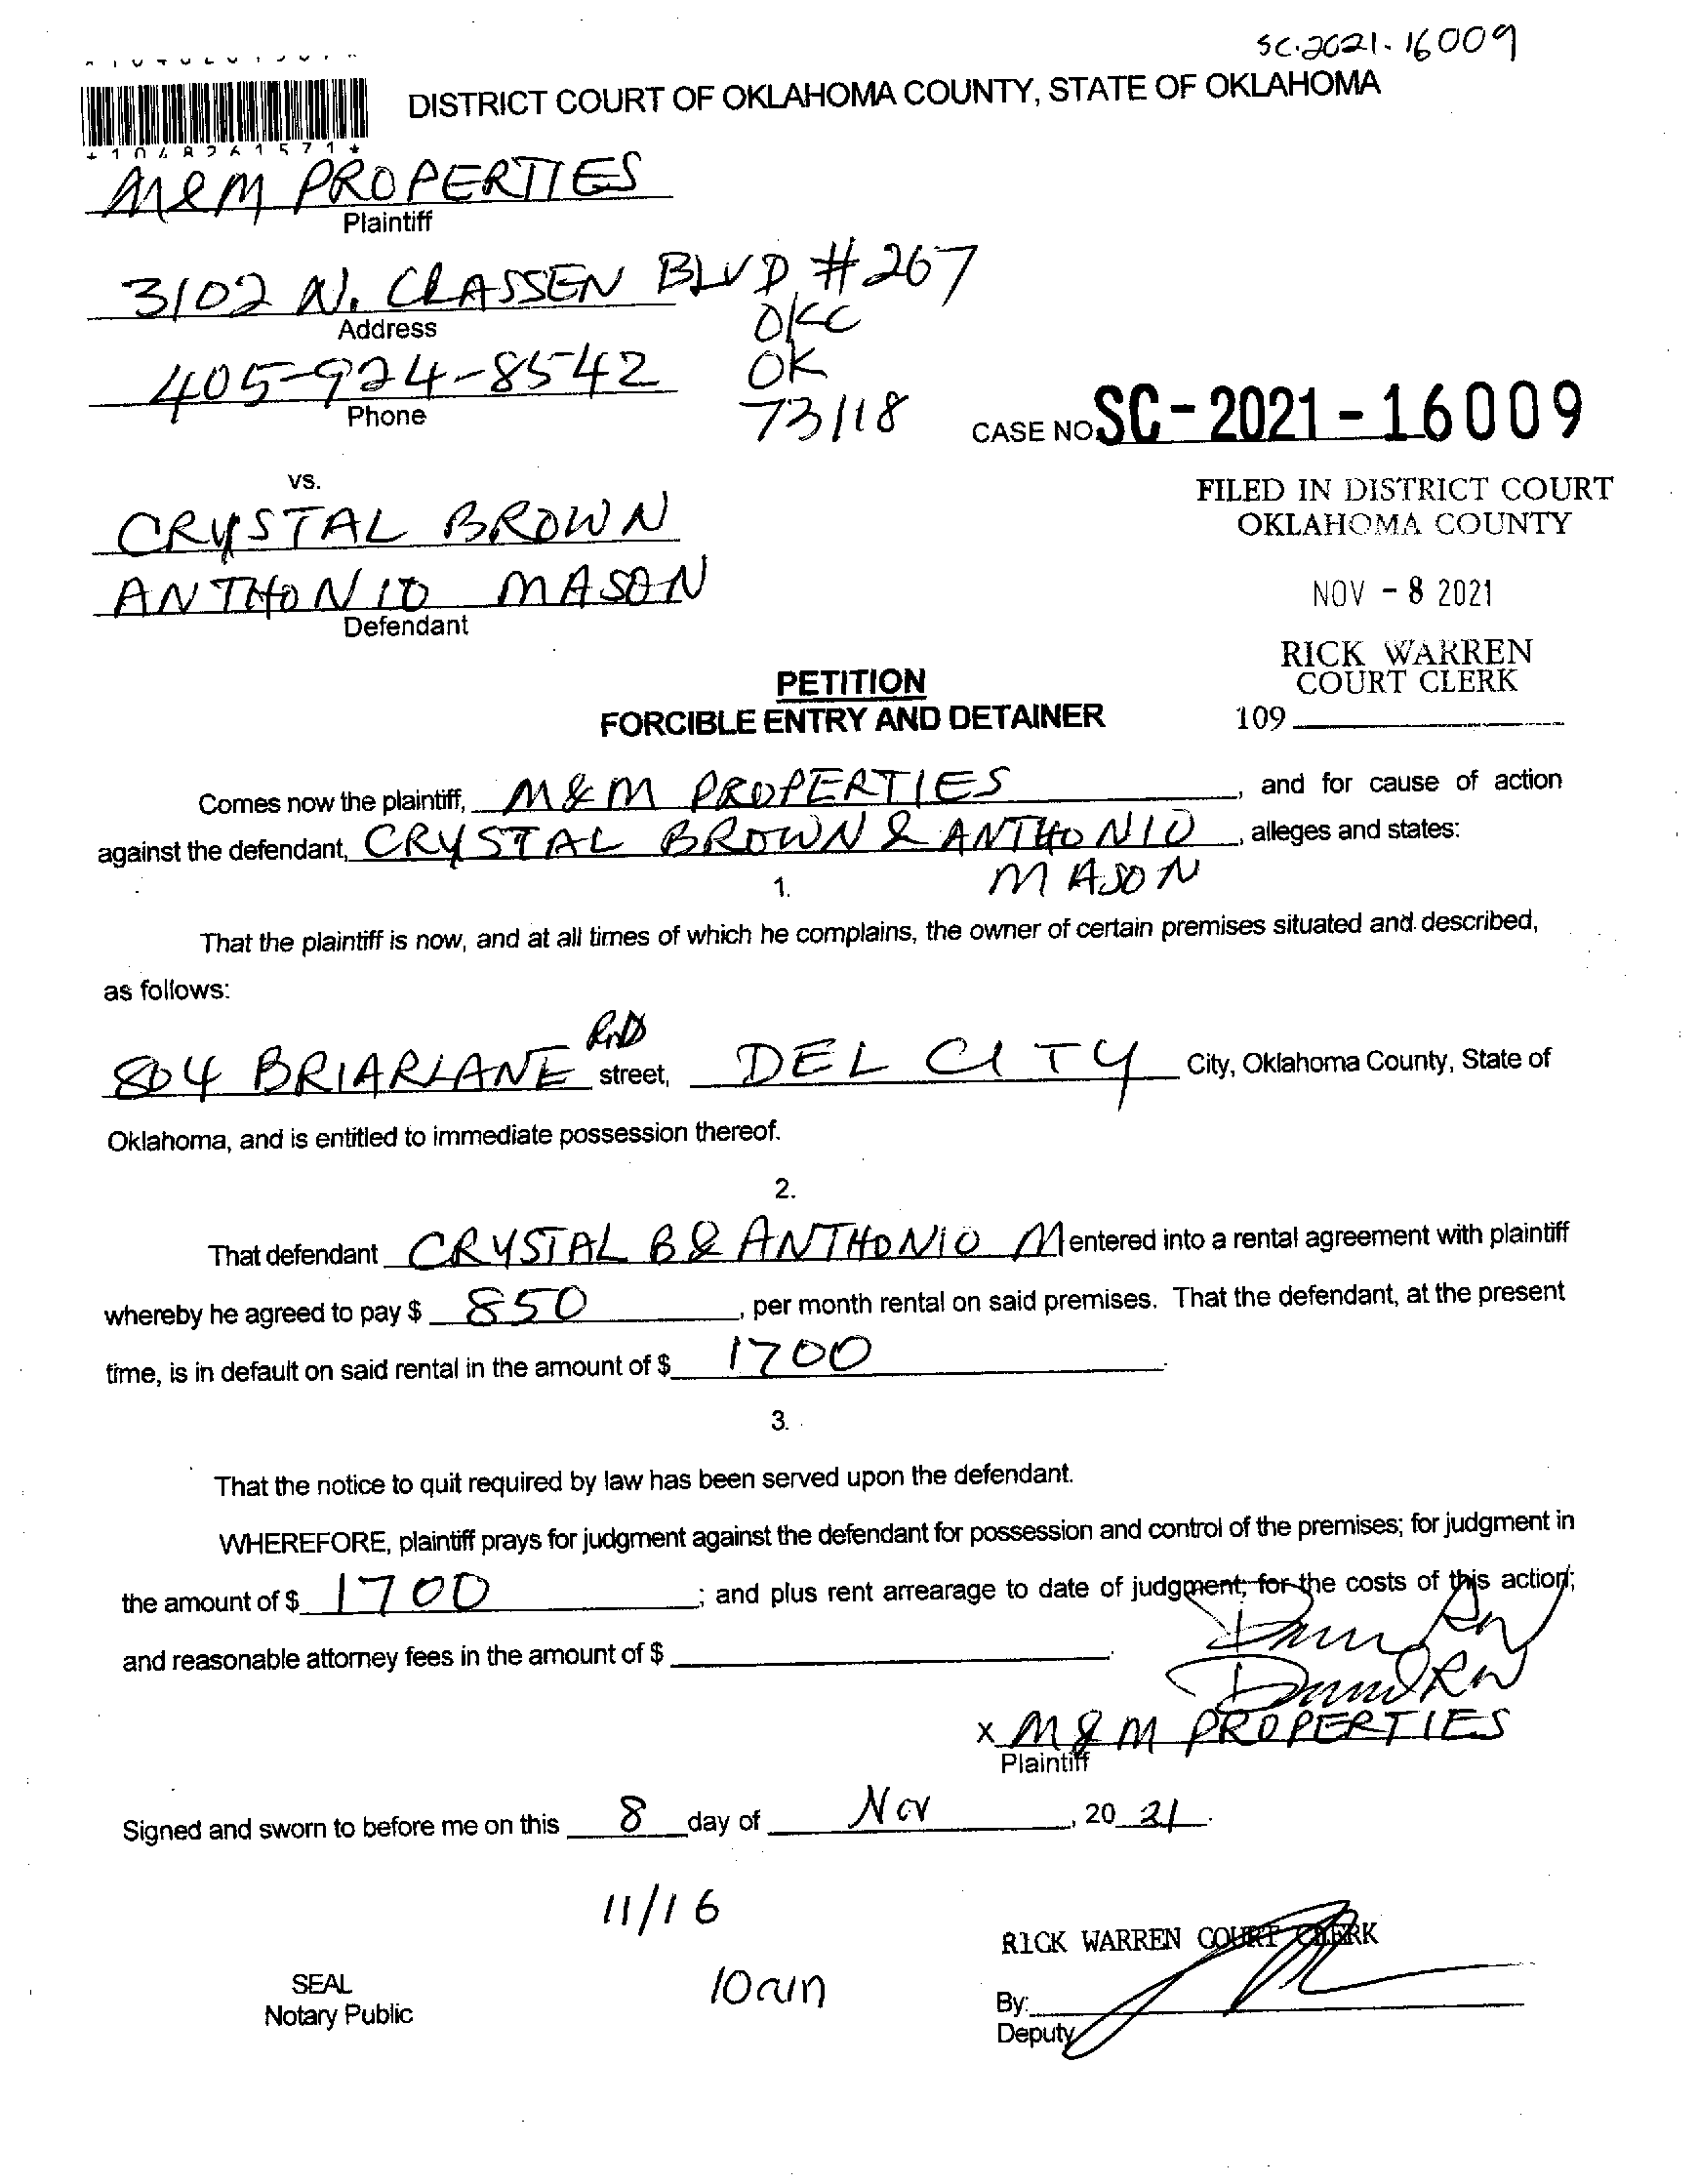 SC-2021-16009
DISTRICT COURT OF OKLAHOMA COUNTY, STATE OF OKLAHOMA
*1048261571*
M&M PROPERTIES
Plaintiff
3102 N. CLASSEN BLVD #267
Address
OKC
405-924-8542
OK
Phone
73118
CASE NO. SC-2021-16009
vs.
FILED IN DISTRICT COURT
CRYSTAL BROWN
OKLAHOMA COUNTY
ANTHONIO MASON
NOV - 8 2021
Defendant
RICK WARREN
PETITION
COURT CLERK
FORCIBLE ENTRY AND DETAINER
109
Comes now the plaintiff, M&M PROPERTIES, and for cause of action
against the defendant, CRYSTAL BROWN & ANTHONIO, alleges and states:
MASON
1.
That the plaintiff is now, and at all times of which he complains, the owner of certain premises situated and described,
as follows:
804 BRIARLANE street, DEL CITY City, Oklahoma County, State of
Oklahoma, and is entitled to immediate possession thereof.
2.
That defendant CRYSTAL B & ANTHONIO M entered into a rental agreement with plaintiff
whereby he agreed to pay $ 850, per month rental on said premises. That the defendant, at the present
time, is in default on said rental in the amount of $ 1700.
3.
That the notice to quit required by law has been served upon the defendant.
WHEREFORE, plaintiff prays for judgment against the defendant for possession and control of the premises; for judgment in
the amount of $ 1700; and plus rent arrearage to date of judgment; for the costs of this action;
and reasonable attorney fees in the amount of $
x M&M PROPERTIES
Plaintiff
Signed and sworn to before me on this 8 day of Nov, 20 21.
11/16
RICK WARREN COURT CLERK
SEAL
10am
Notary Public
By:
Deputy